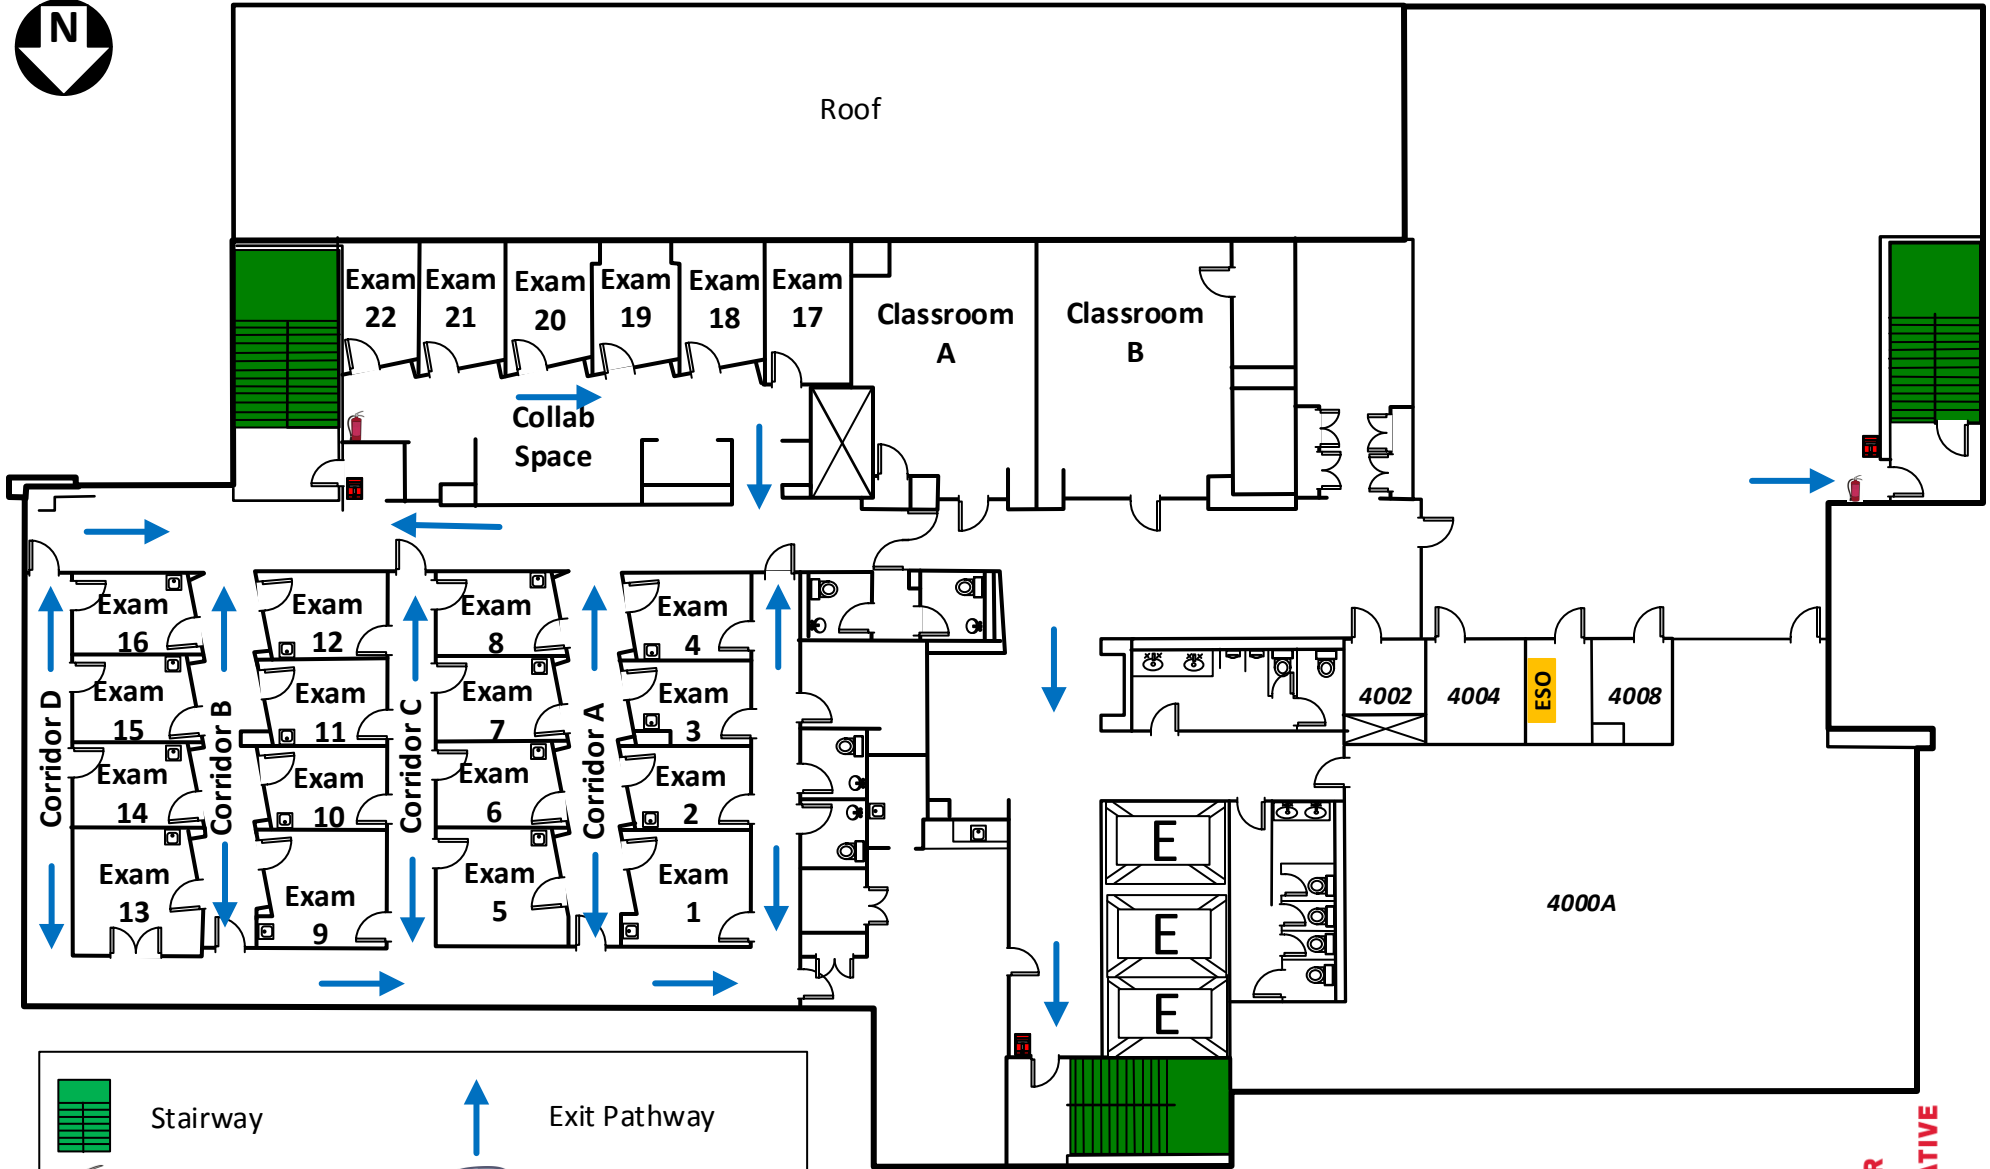 N
Roof
Exam
22
Exam
21
Exam
20
Exam
19
Exam
18
Exam
17
Classroom
A
Classroom
B
Collab
Space
Exam
16
Exam
12
Exam
8
Exam
4
Exam
15
Exam
11
Exam
7
Exam
3
Exam
14
Exam
10
Exam
6
Exam
2
Exam
13
Exam
9
Exam
5
Exam
1
Corridor D
Corridor B
Corridor C
Corridor A
4002
4004
ESO
4008
4000A
E
E
E
Stairway
Exit Pathway
R
ATIVE